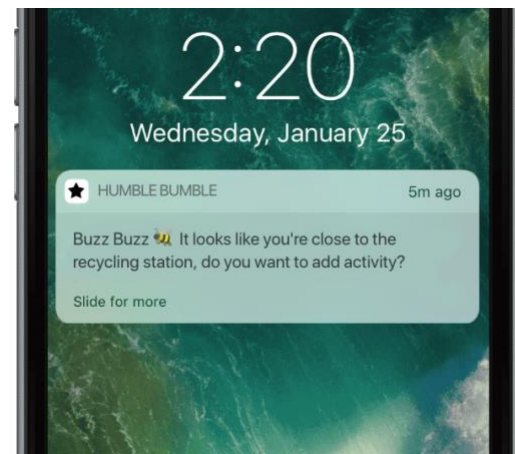 2:20
Wednesday, January 25
HUMBLE BUMBLE 5m ago
Buzz Buzz 🐝 It looks like you're close to the
recycling station, do you want to add activity?
Slide for more